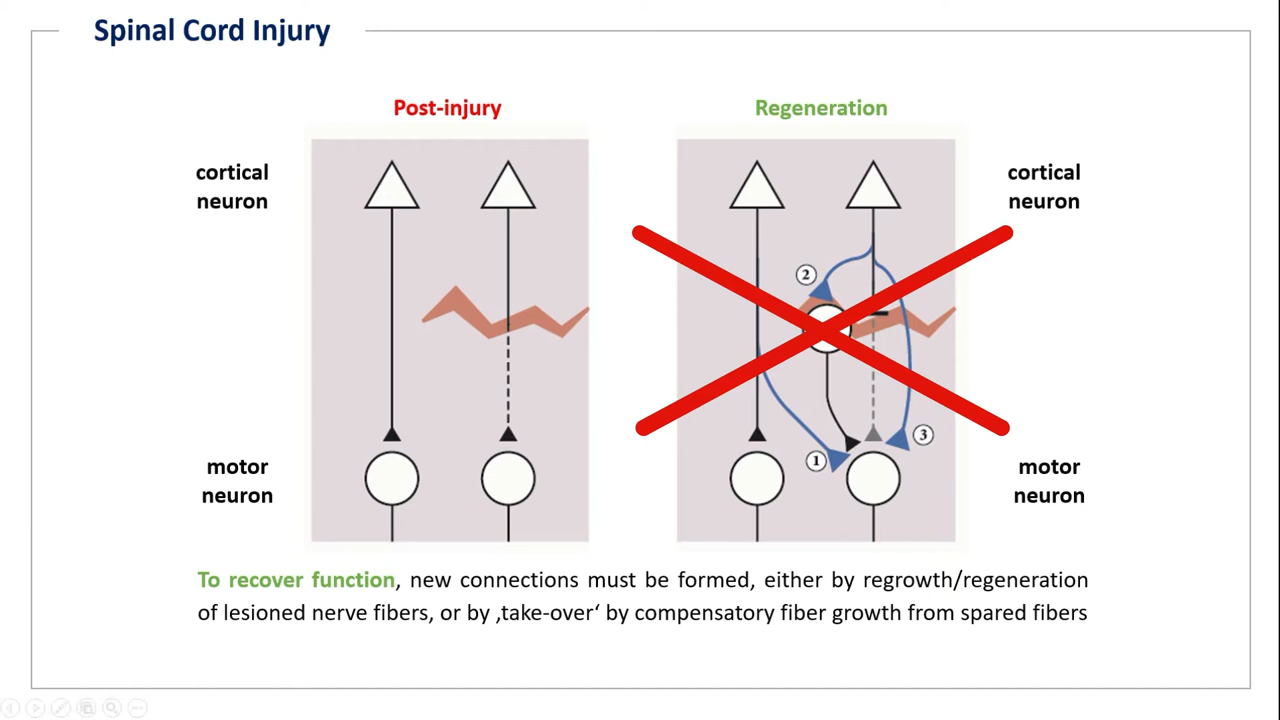 Spinal Cord Injury
Post-injury
Regeneration
cortical
neuron
cortical
neuron
2
3
1
motor
neuron
motor
neuron
To recover function, new connections must be formed, either by regrowth/regeneration
of lesioned nerve fibers, or by ‚take-over‘ by compensatory fiber growth from spared fibers